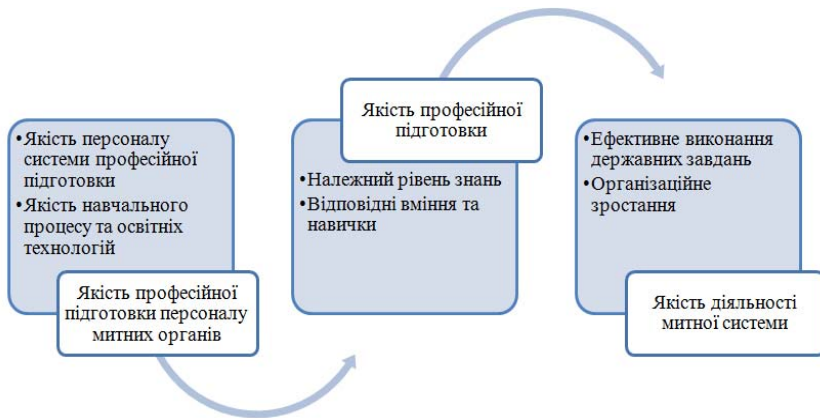 •Якість персоналу
системи професійної
підготовки
•Якість навчального
процесу та освітніх
технологій
Якість професійної
підготовки персоналу
митних органів
Якість професійної
підготовки
•Належний рівень знань
•Відповідні вміння та
навички
•Ефективне виконання
державних завдань
•Організаційне
зростання
Якість діяльності
митної системи